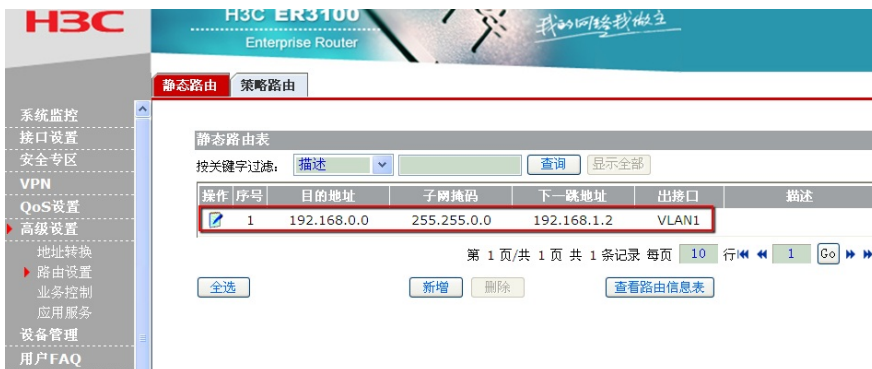 H3C
H3C ER3100
Enterprise Router
我的网络我做主
静态路由 策略路由
系统监控
接口设置
安全专区
VPN
QoS设置
高级设置
地址转换
路由设置
业务控制
应用服务
设备管理
用户FAQ
静态路由表
按关键字过滤: 描述 查询 显示全部
操作 序号 目的地址 子网掩码 下一跳地址 出接口 描述
1 192.168.0.0 255.255.0.0 192.168.1.2 VLAN1
第 1 页/共 1 页 共 1 条记录 每页 10 行 1 Go
全选 新增 删除 查看路由信息表